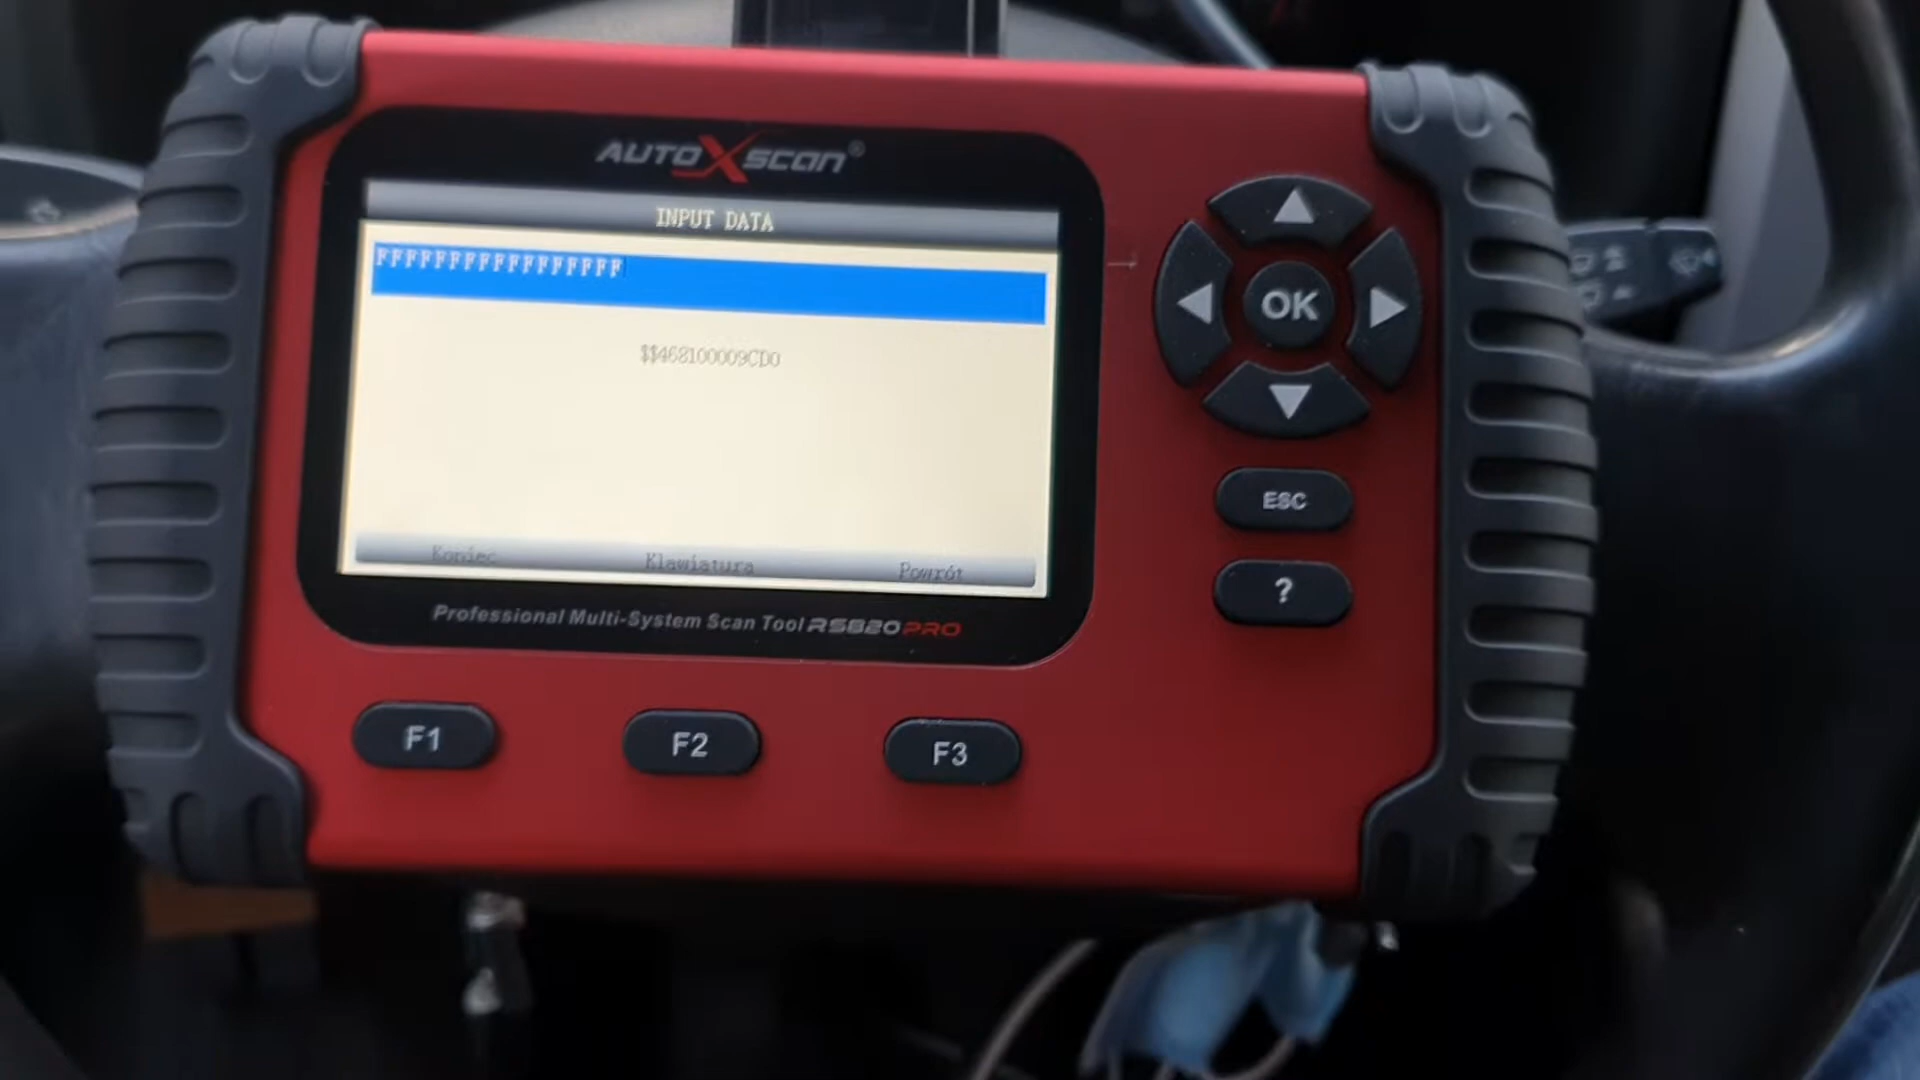 AUTOXSCAN®
INPUT DATA
FFFFFFFFFFFFFFFFF
$$468100009CD0
Koniec Klawiatura Powrót
Professional Multi-System Scan Tool RS820PRO
OK
ESC
?
F1 F2 F3